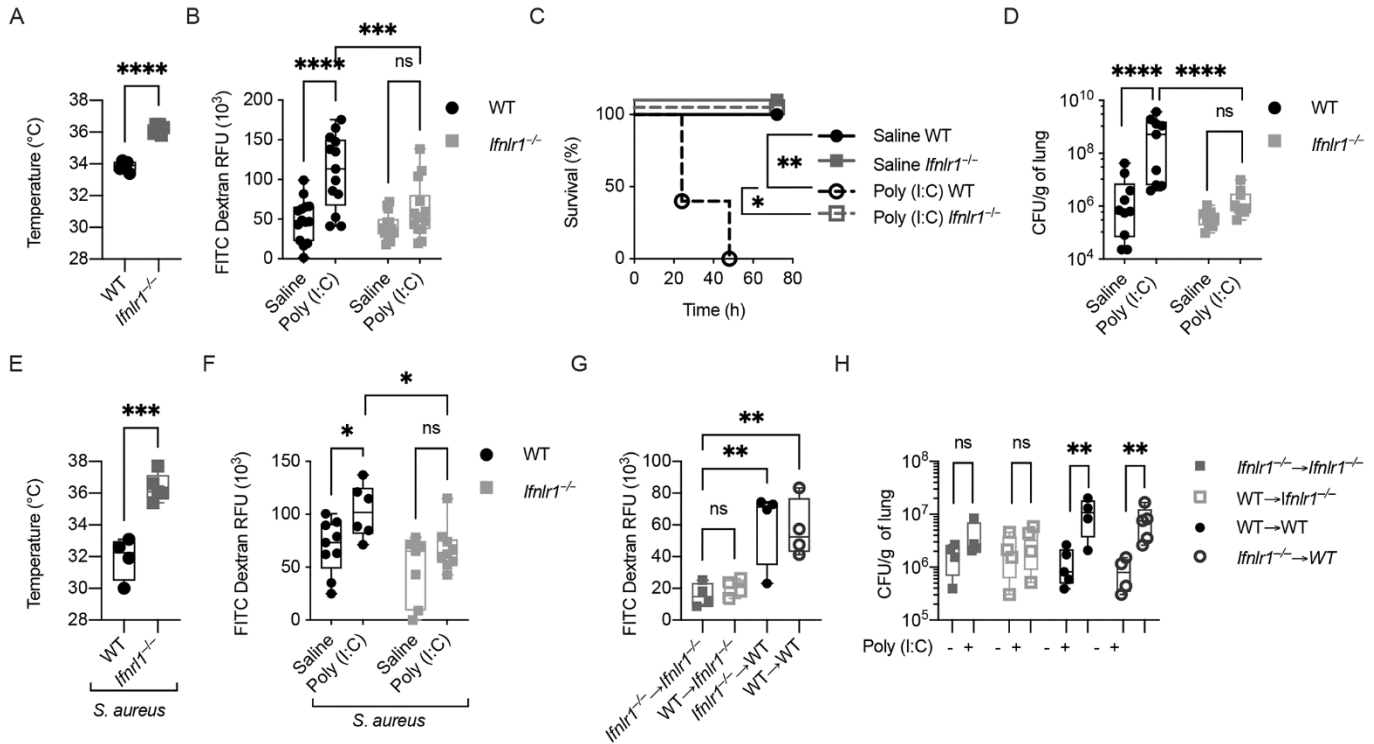 A
****
Temperature (°C)
38
36
34
32
30
28
WT
Ifnlr1⁻/⁻
B
***
****
ns
FITC Dextran RFU (10³)
200
150
100
50
0
Saline
Poly (I:C)
Saline
Poly (I:C)
WT
Ifnlr1⁻/⁻
C
Survival (%)
100
50
0
0 20 40 60 80
Time (h)
**
*
Saline WT
Saline Ifnlr1⁻/⁻
Poly (I:C) WT
Poly (I:C) Ifnlr1⁻/⁻
D
**** ****
ns
CFU/g of lung
10¹⁰
10⁸
10⁶
10⁴
Saline
Poly (I:C)
Saline
Poly (I:C)
WT
Ifnlr1⁻/⁻
E
***
Temperature (°C)
38
36
34
32
30
28
WT
Ifnrl1⁻/⁻
S. aureus
F
*
*
ns
FITC Dextran RFU (10³)
150
100
50
0
Saline
Poly (I:C)
Saline
Poly (I:C)
S. aureus
WT
Ifnlr1⁻/⁻
G
**
**
ns
FITC Dextran RFU (10³)
100
80
60
40
20
0
Ifnlr1⁻/⁻→Ifnlr1⁻/⁻
WT→Ifnlr1⁻/⁻
Ifnlr1⁻/⁻→WT
WT→WT
H
ns ns ** **
CFU/g of lung
10⁸
10⁷
10⁶
10⁵
Poly (I:C) - + - + - + - +
Ifnlr1⁻/⁻→Ifnlr1⁻/⁻
WT→Ifnlr1⁻/⁻
WT→WT
Ifnlr1⁻/⁻→WT